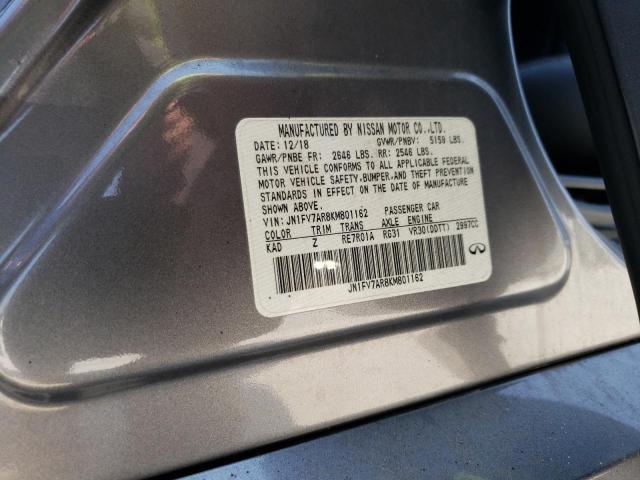 MANUFACTURED BY NISSAN MOTOR CO.,LTD.
DATE: 12/18 GVWR/PNBV: 5159 LBS.
GAWR/PNBE FR: 2646 LBS. RR: 2546 LBS.
THIS VEHICLE CONFORMS TO ALL APPLICABLE FEDERAL
MOTOR VEHICLE SAFETY,BUMPER,AND THEFT PREVENTION
STANDARDS IN EFFECT ON THE DATE OF MANUFACTURE
SHOWN ABOVE.
VIN: JN1FV7AR8KM801162 PASSENGER CAR
COLOR TRIM TRANS AXLE ENGINE
KAD Z RE7R01A RG31 VR30(DDTT) 2997CC
JN1FV7AR8KM801162